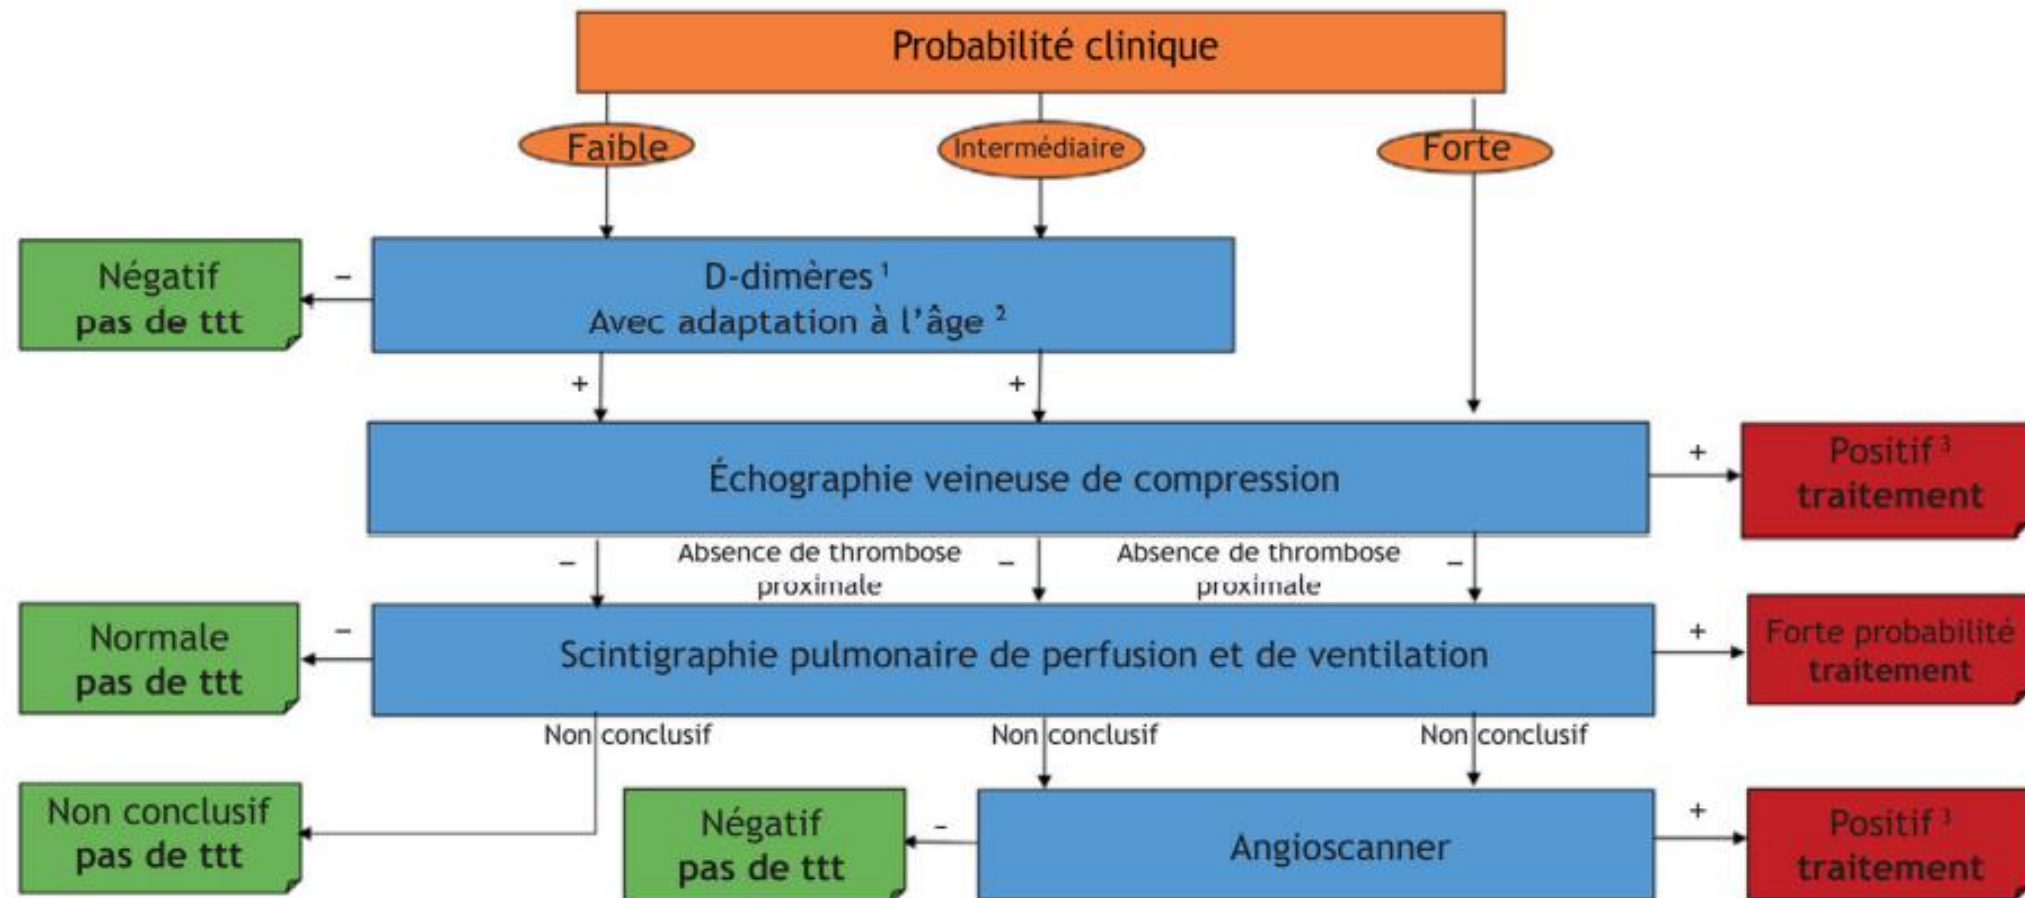 Probabilité clinique
Faible
Intermédiaire
Forte
Négatif
pas de ttt
–
D-dimères ¹
Avec adaptation à l’âge ²
+
+
Échographie veineuse de compression
+
Positif ³
traitement
–
Absence de thrombose
proximale
–
Absence de thrombose
proximale
–
Normale
pas de ttt
–
Scintigraphie pulmonaire de perfusion et de ventilation
+
Forte probabilité
traitement
Non conclusif
Non conclusif
Non conclusif
Non conclusif
pas de ttt
Négatif
pas de ttt
–
Angioscanner
+
Positif ³
traitement